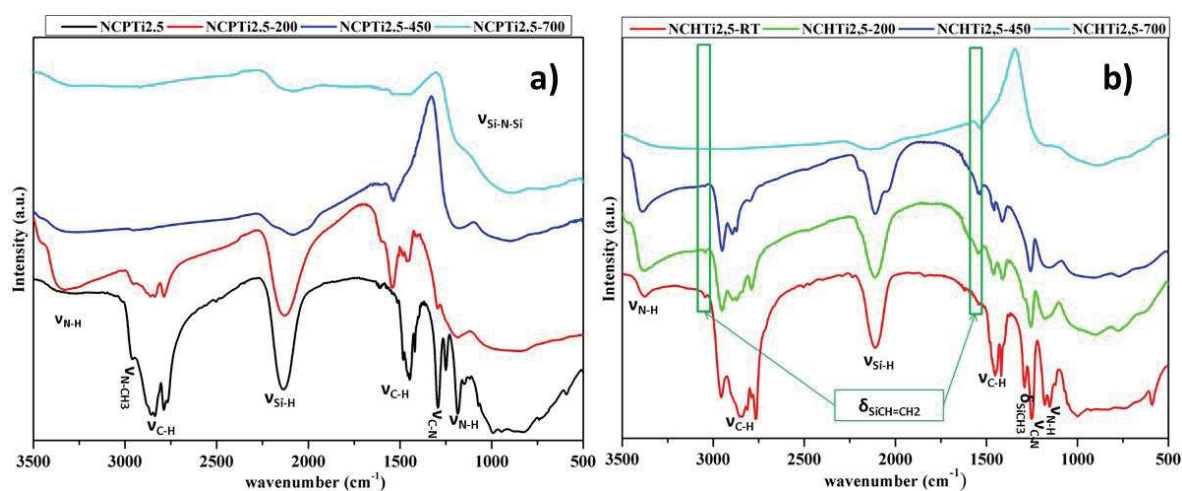 NCPTi2.5 NCPTi2.5-200 NCPTi2.5-450 NCPTi2.5-700
a)
νSi-N-Si
νN-H
νN-CH3
νC-H
νSi-H
νC-H
νC-N
νN-H
Intensity (a.u.)
3500 3000 2500 2000 1500 1000 500
wavenumber (cm-1)
NCHTi2,5-RT NCHTi2,5-200 NCHTi2,5-450 NCHTi2,5-700
b)
νN-H
νC-H
νSi-H
νC-H
δSiCH=CH2
δSiCH3
νC-N
νN-H
Intensity (a.u.)
3500 3000 2500 2000 1500 1000 500
wavenumber (cm-1)